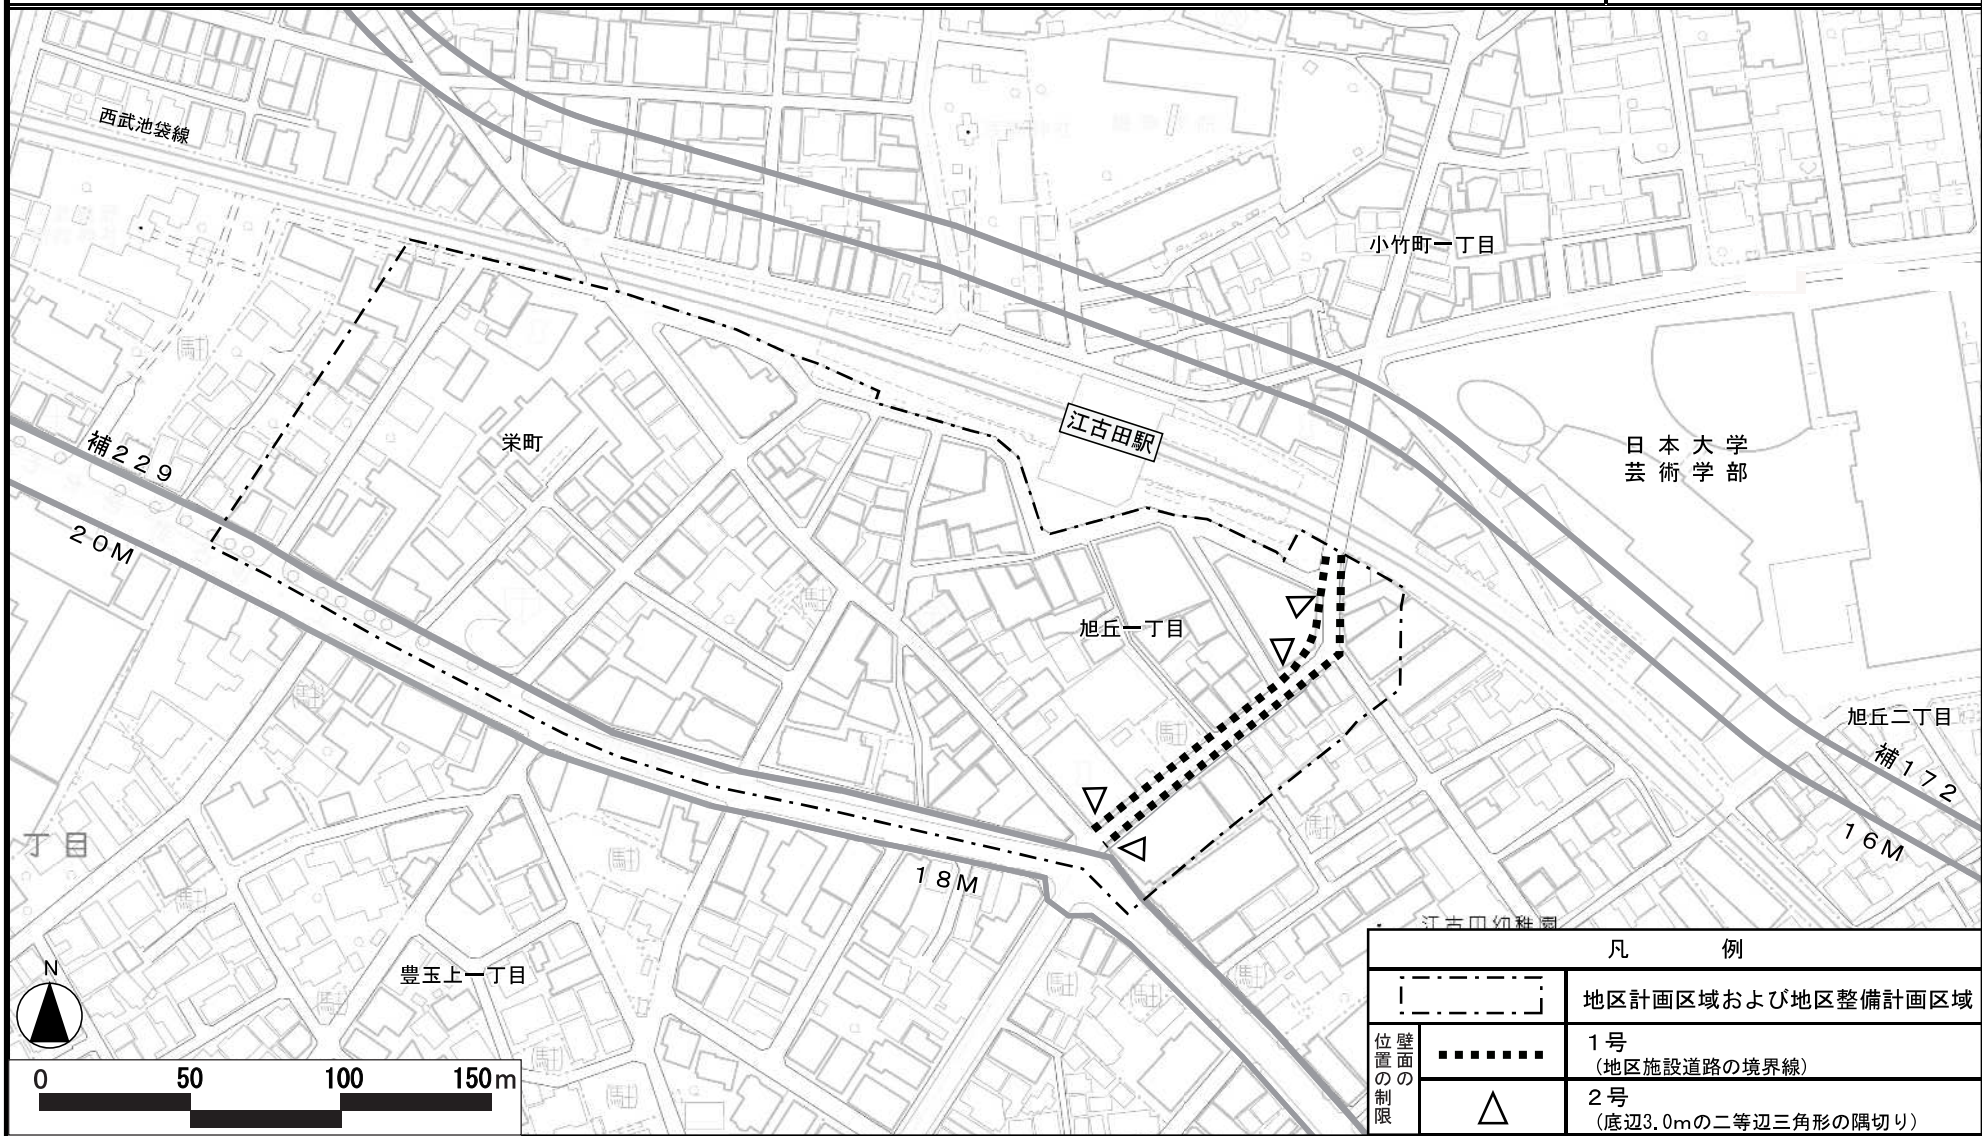 西武池袋線
小竹町一丁目
江古田駅
日本大学
芸術学部
栄町
補229
20M
旭丘一丁目
旭丘二丁目
補172
16M
18M
丁目
豊玉上一丁目
江古田幼稚園
N
0 50 100 150m
凡例
地区計画区域および地区整備計画区域
壁面の位置の制限
1号
(地区施設道路の境界線)
2号
(底辺3.0mの二等辺三角形の隅切り)